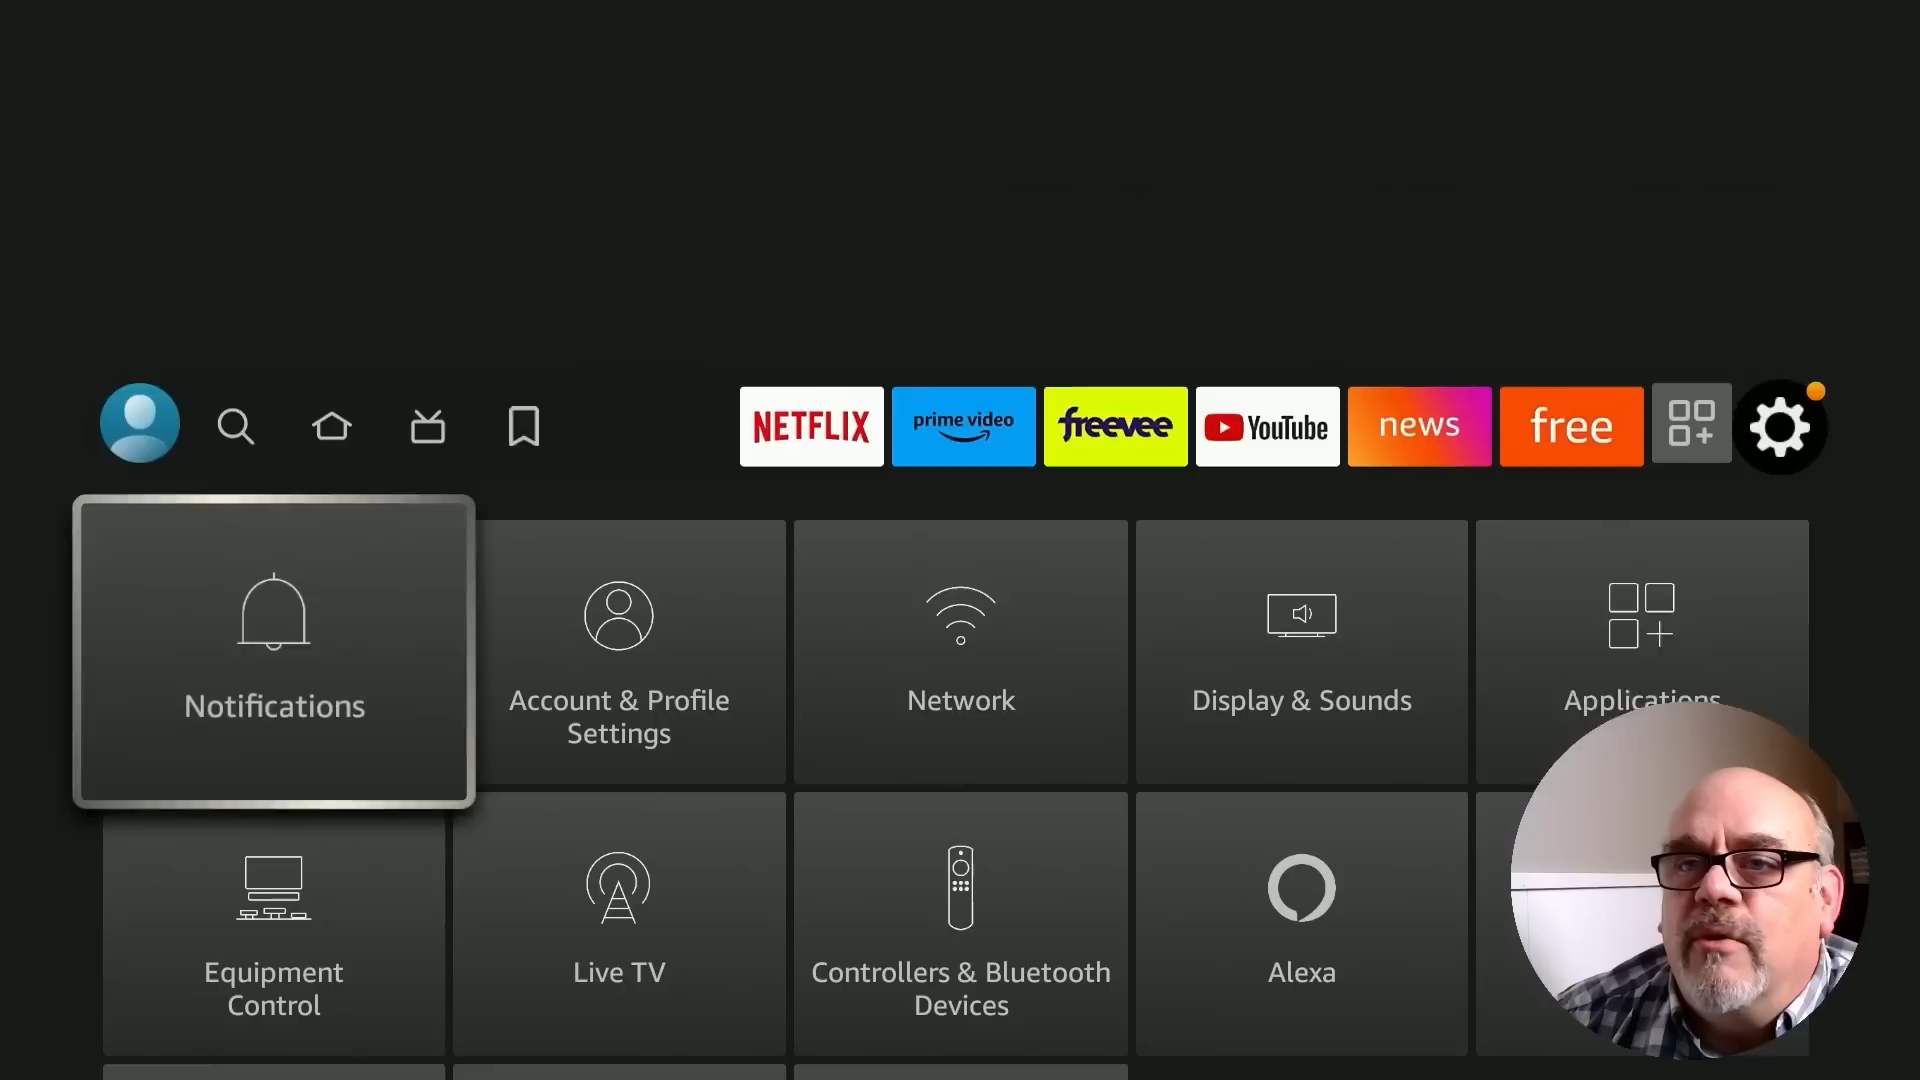 NETFLIX
prime video
freevee
YouTube
news
free
Notifications
Account & Profile
Settings
Network
Display & Sounds
Applications
Equipment
Control
Live TV
Controllers & Bluetooth
Devices
Alexa